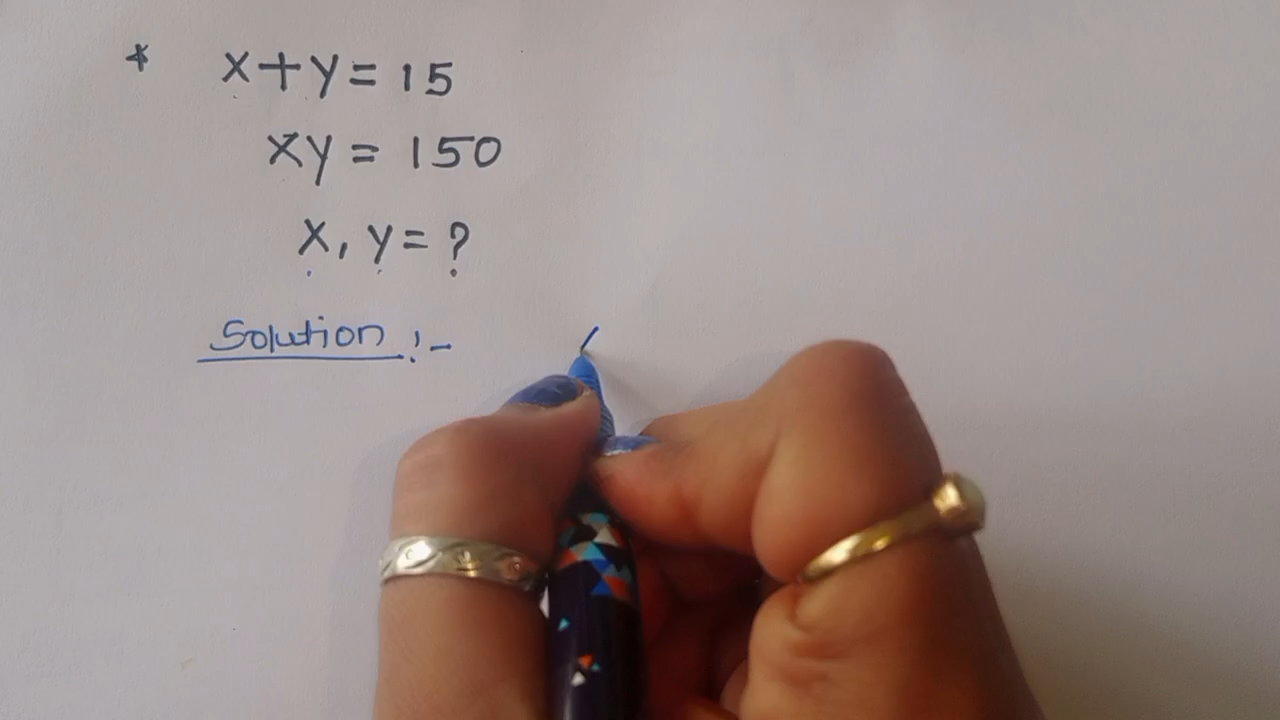 * x+y = 15
xy = 150
x, y = ?
Solution :-